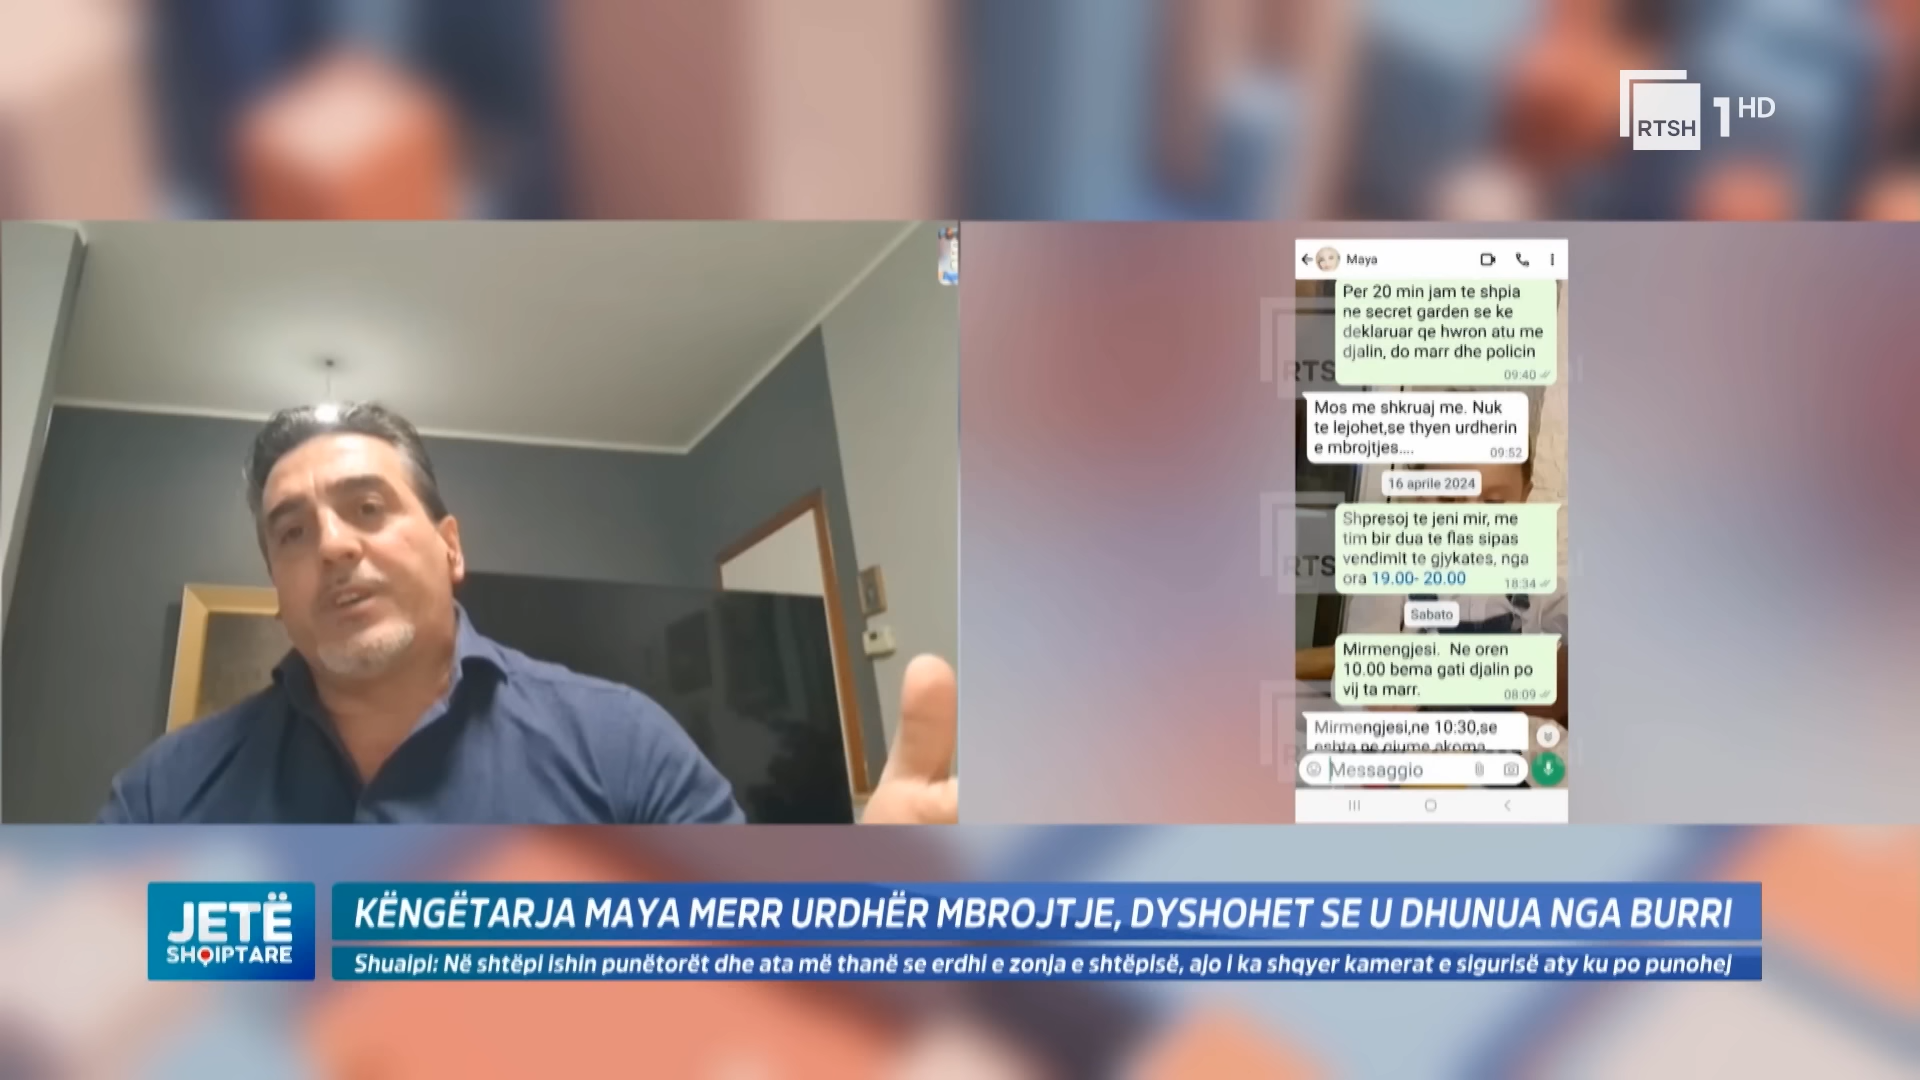 RTSH 1 HD
Maya
Per 20 min jam te shpia
ne secret garden se ke
deklaruar qe hwron atu me
djalin, do marr dhe policin
09:40
Mos me shkruaj me. Nuk
te lejohet,se thyen urdherin
e mbrojtjes....
09:52
16 aprile 2024
Shpresoj te jeni mir, me
tim bir dua te flas sipas
vendimit te gjykates, nga
ora 19.00- 20.00
18:34
Sabato
Mirmengjesi. Ne oren
10.00 bema gati djalin po
vij ta marr.
08:09
Mirmengjesi,ne 10:30,se
eshte ne gjume akoma
Messaggio
JETË
SHQIPTARE
KËNGËTARJA MAYA MERR URDHËR MBROJTJE, DYSHOHET SE U DHUNUA NGA BURRI
Shuaipi: Në shtëpi ishin punëtorët dhe ata më thanë se erdhi e zonja e shtëpisë, ajo i ka shqyer kamerat e sigurisë aty ku po punohej